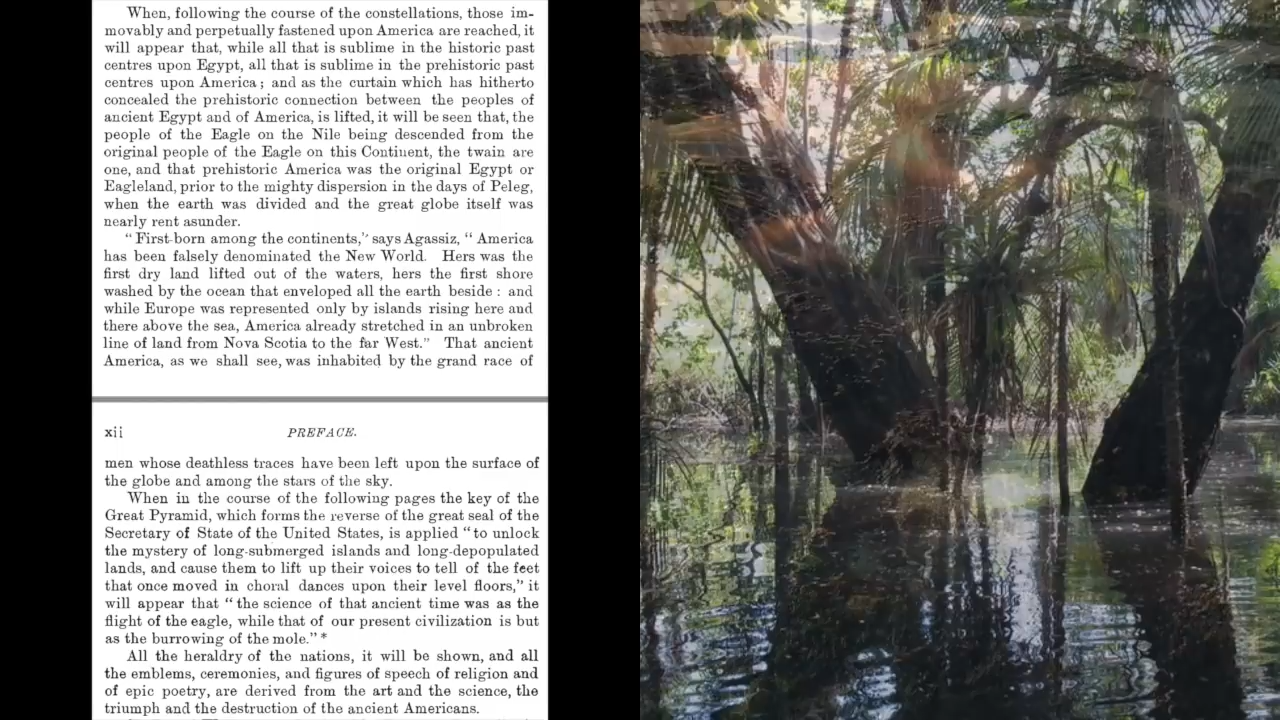 When, following the course of the constellations, those im-
movably and perpetually fastened upon America are reached, it
will appear that, while all that is sublime in the historic past
centres upon Egypt, all that is sublime in the prehistoric past
centres upon America; and as the curtain which has hitherto
concealed the prehistoric connection between the peoples of
ancient Egypt and of America, is lifted, it will be seen that, the
people of the Eagle on the Nile being descended from the
original people of the Eagle on this Continent, the twain are
one, and that prehistoric America was the original Egypt or
Eagleland, prior to the mighty dispersion in the days of Peleg,
when the earth was divided and the great globe itself was
nearly rent asunder.
“ First-born among the continents,” says Agassiz, “ America
has been falsely denominated the New World. Hers was the
first dry land lifted out of the waters, hers the first shore
washed by the ocean that enveloped all the earth beside : and
while Europe was represented only by islands rising here and
there above the sea, America already stretched in an unbroken
line of land from Nova Scotia to the far West.” That ancient
America, as we shall see, was inhabited by the grand race of
xii PREFACE.
men whose deathless traces have been left upon the surface of
the globe and among the stars of the sky.
When in the course of the following pages the key of the
Great Pyramid, which forms the reverse of the great seal of the
Secretary of State of the United States, is applied “ to unlock
the mystery of long-submerged islands and long-depopulated
lands, and cause them to lift up their voices to tell of the feet
that once moved in choral dances upon their level floors,” it
will appear that “ the science of that ancient time was as the
flight of the eagle, while that of our present civilization is but
as the burrowing of the mole.” *
All the heraldry of the nations, it will be shown, and all
the emblems, ceremonies, and figures of speech of religion and
of epic poetry, are derived from the art and the science, the
triumph and the destruction of the ancient Americans.